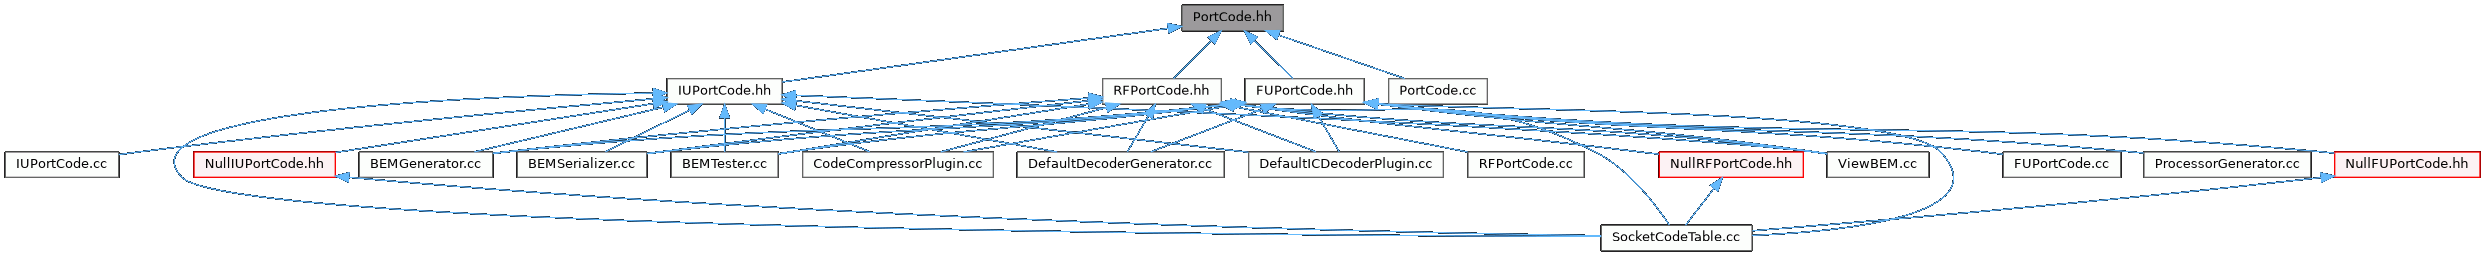 PortCode.hh
IUPortCode.hh
RFPortCode.hh
FUPortCode.hh
PortCode.cc
IUPortCode.cc
NullIUPortCode.hh
BEMGenerator.cc
BEMSerializer.cc
BEMTester.cc
CodeCompressorPlugin.cc
DefaultDecoderGenerator.cc
DefaultICDecoderPlugin.cc
RFPortCode.cc
NullRFPortCode.hh
ViewBEM.cc
FUPortCode.cc
ProcessorGenerator.cc
NullFUPortCode.hh
SocketCodeTable.cc